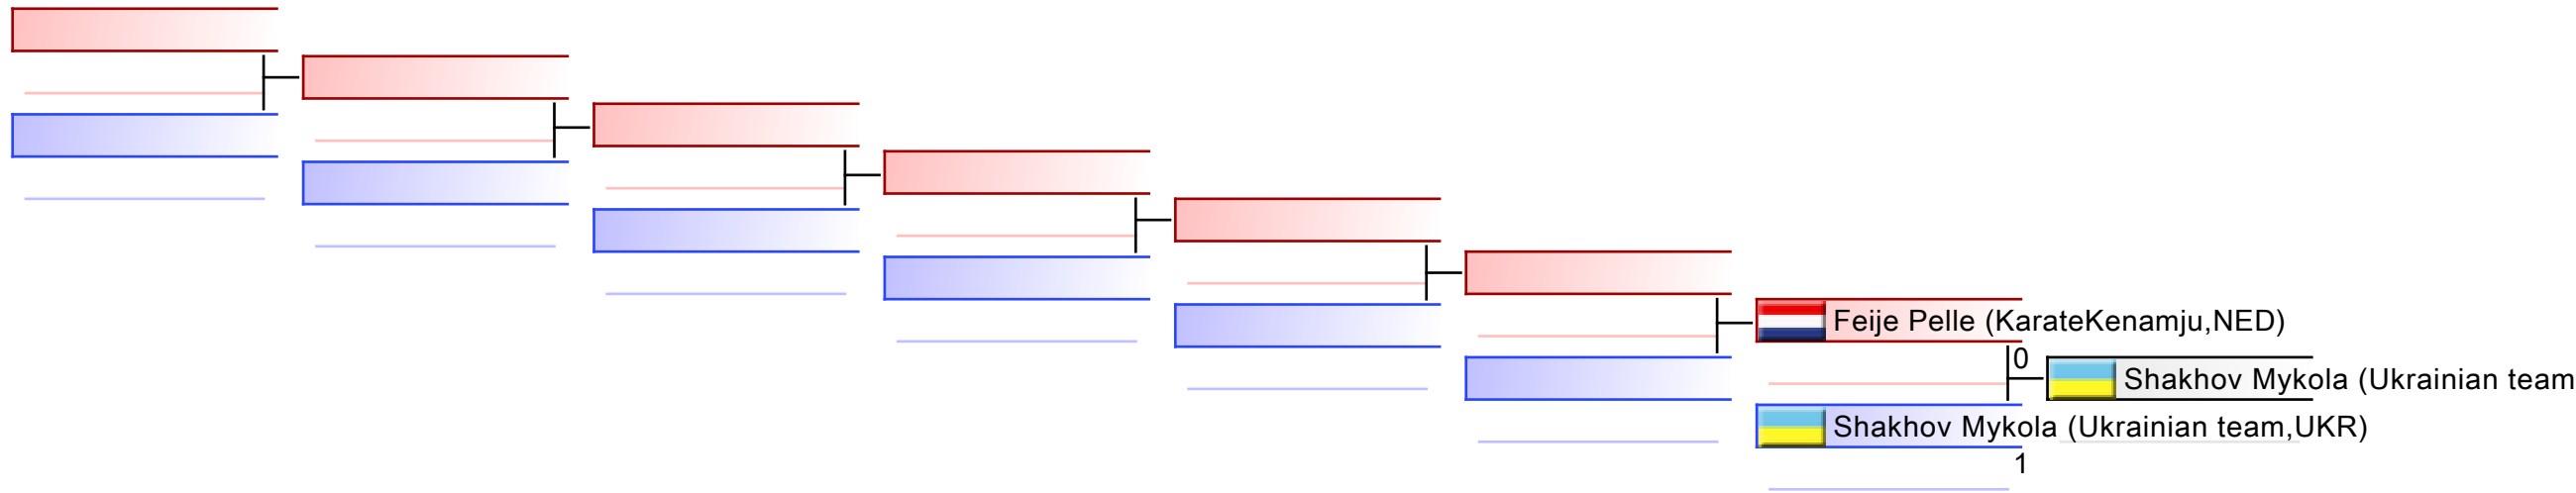 Feije Pelle (KarateKenamju,NED)
0
Shakhov Mykola (Ukrainian team
Shakhov Mykola (Ukrainian team,UKR)
1